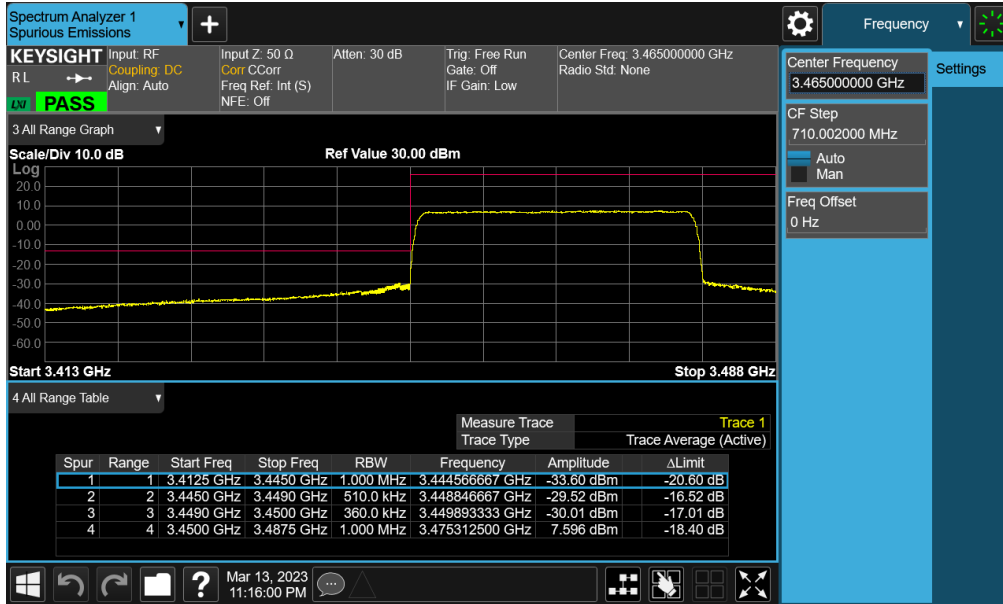 Spectrum Analyzer 1
Spurious Emissions
Frequency
KEYSIGHT
RL
LXI
PASS
Input: RF
Coupling: DC
Align: Auto
Input Z: 50 Ω
Corr CCorr
Freq Ref: Int (S)
NFE: Off
Atten: 30 dB
Trig: Free Run
Gate: Off
IF Gain: Low
Center Freq: 3.465000000 GHz
Radio Std: None
Center Frequency
3.465000000 GHz
Settings
CF Step
710.002000 MHz
Auto
Man
Freq Offset
0 Hz
3 All Range Graph
Scale/Div 10.0 dB
Ref Value 30.00 dBm
Log
20.0
10.0
0.00
-10.0
-20.0
-30.0
-40.0
-50.0
-60.0
Start 3.413 GHz
Stop 3.488 GHz
4 All Range Table
Measure Trace Trace 1
Trace Type Trace Average (Active)
Spur Range Start Freq Stop Freq RBW Frequency Amplitude ΔLimit
1 1 3.4125 GHz 3.4450 GHz 1.000 MHz 3.444566667 GHz -33.60 dBm -20.60 dB
2 2 3.4450 GHz 3.4490 GHz 510.0 kHz 3.448846667 GHz -29.52 dBm -16.52 dB
3 3 3.4490 GHz 3.4500 GHz 360.0 kHz 3.449893333 GHz -30.01 dBm -17.01 dB
4 4 3.4500 GHz 3.4875 GHz 1.000 MHz 3.475312500 GHz 7.596 dBm -18.40 dB
?
Mar 13, 2023
11:16:00 PM